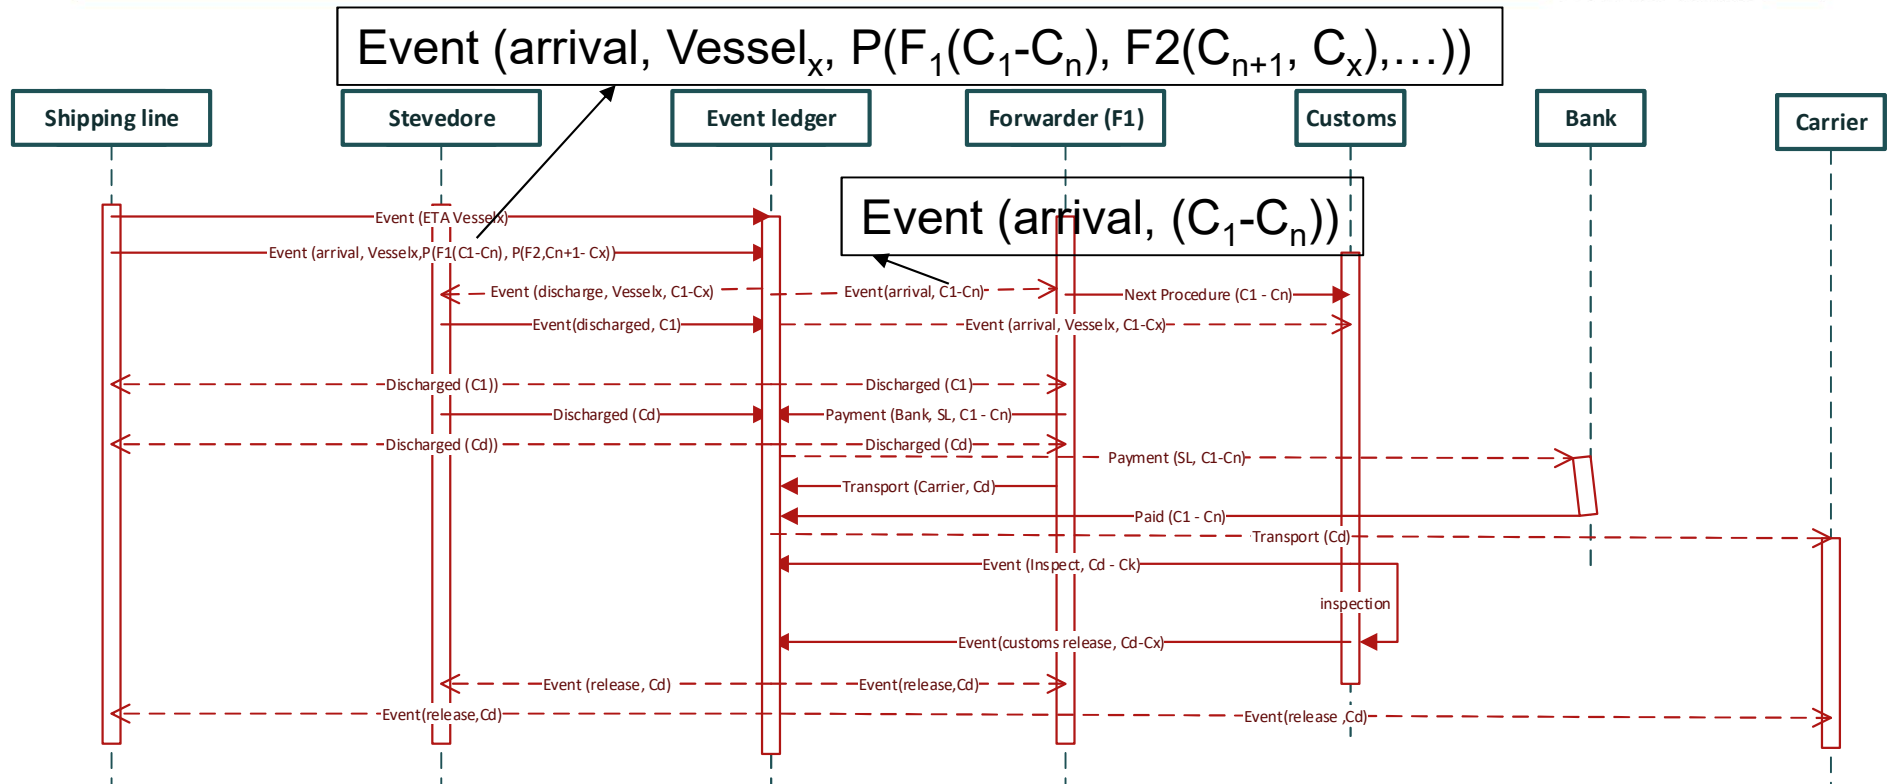 Event (arrival, Vesselx, P(F1(C1-Cn), F2(Cn+1, Cx),…))
Shipping line
Stevedore
Event ledger
Forwarder (F1)
Customs
Bank
Carrier
Event (arrival, (C1-Cn))
Event (ETA Vesselx)
Event (arrival, Vesselx,P(F1(C1-Cn), P(F2,Cn+1- Cx))
Event (discharge, Vesselx, C1-Cx)
Event(arrival, C1-Cn)
Next Procedure (C1 - Cn)
Event(discharged, C1)
Event (arrival, Vesselx, C1-Cx)
Discharged (C1))
Discharged (C1)
Discharged (Cd)
Payment (Bank, SL, C1 - Cn)
Discharged (Cd))
Discharged (Cd)
Payment (SL, C1-Cn)
Transport (Carrier, Cd)
Paid (C1 - Cn)
Transport (Cd)
Event (Inspect, Cd - Ck)
inspection
Event(customs release, Cd-Cx)
Event (release, Cd)
Event(release,Cd)
Event(release,Cd)
Event(release ,Cd)